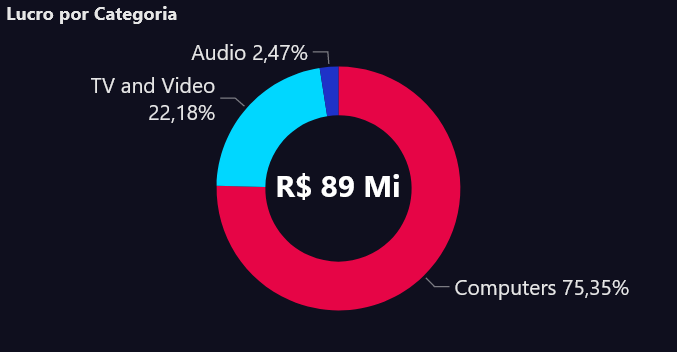 Lucro por Categoria
Audio 2,47%
TV and Video
22,18%
R$ 89 Mi
Computers 75,35%